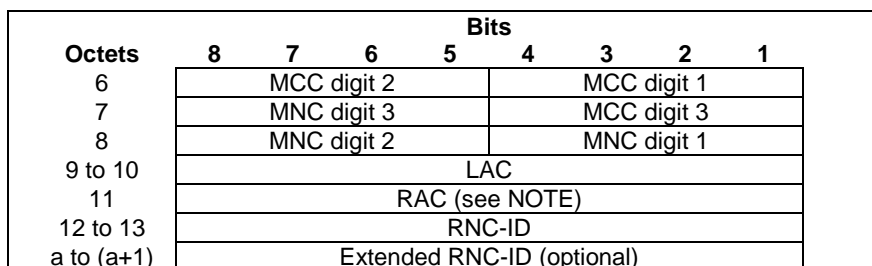 Bits
Octets 8 7 6 5 4 3 2 1
6 MCC digit 2 MCC digit 1
7 MNC digit 3 MCC digit 3
8 MNC digit 2 MNC digit 1
9 to 10 LAC
11 RAC (see NOTE)
12 to 13 RNC-ID
a to (a+1) Extended RNC-ID (optional)